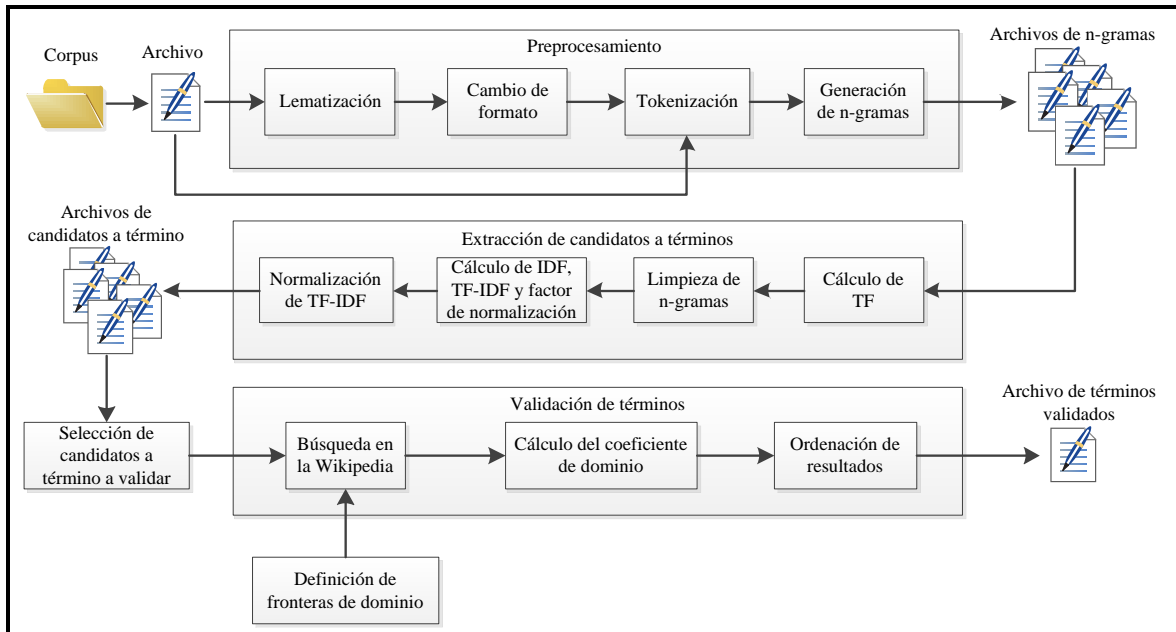 Corpus
Archivo
Preprocesamiento
Archivos de n-gramas
Lematización
Cambio de
formato
Tokenización
Generación
de n-gramas
Archivos de
candidatos a término
Extracción de candidatos a términos
Normalización
de TF-IDF
Cálculo de IDF,
TF-IDF y factor
de normalización
Limpieza de
n-gramas
Cálculo de
TF
Selección de
candidatos a
término a validar
Validación de términos
Búsqueda en
la Wikipedia
Cálculo del coeficiente
de dominio
Ordenación de
resultados
Archivo de términos
validados
Definición de
fronteras de dominio